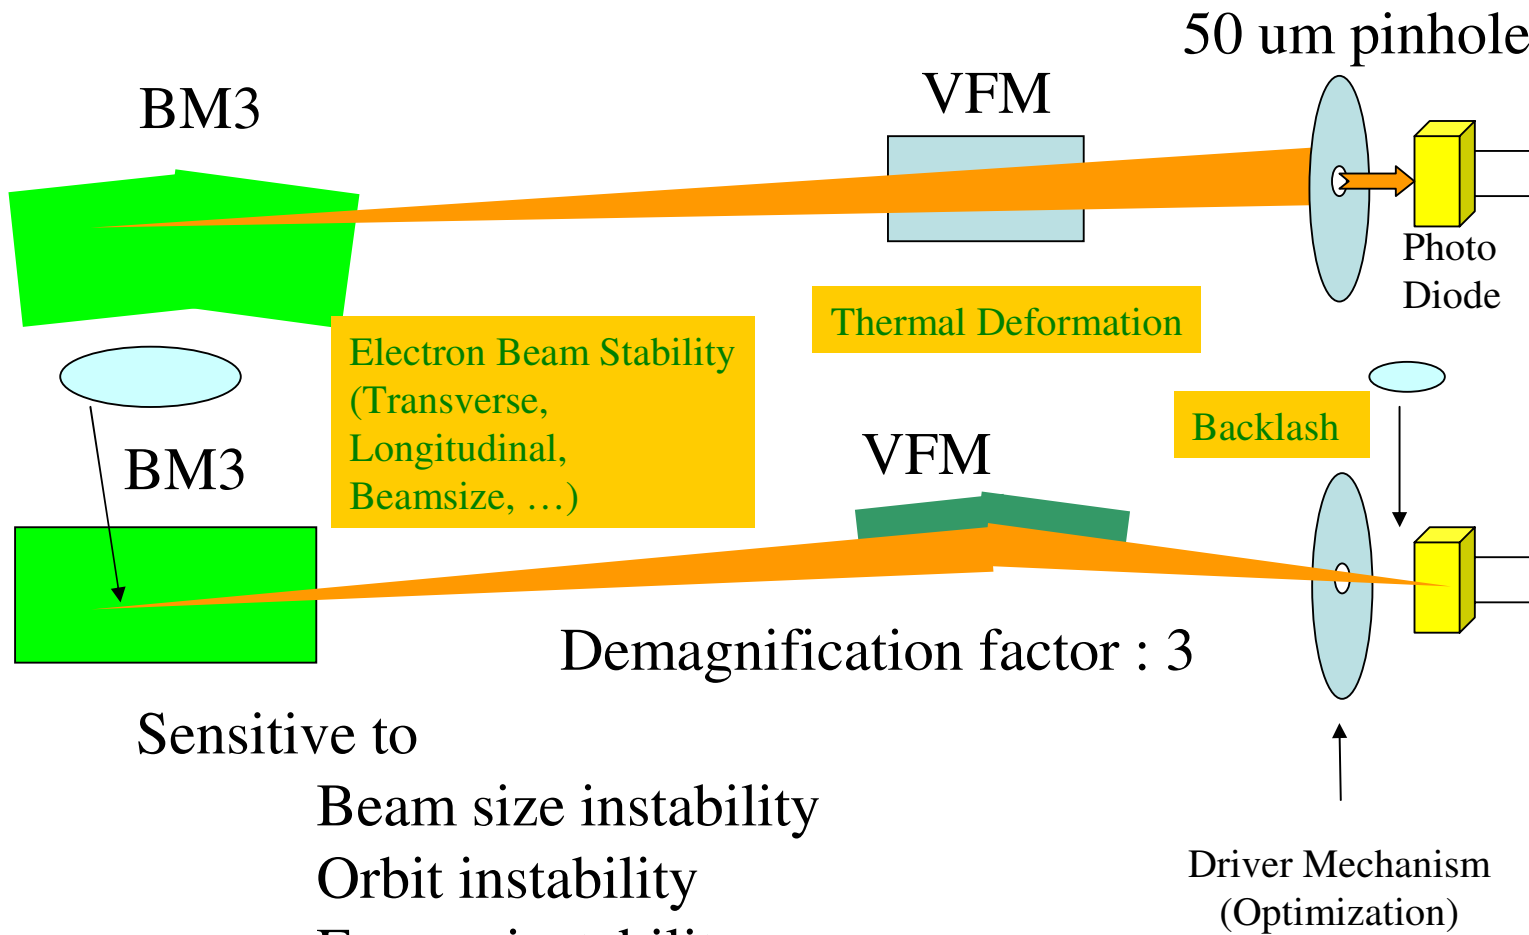 50 um pinhole
BM3
VFM
Photo
Diode
Thermal Deformation
Electron Beam Stability
(Transverse,
Longitudinal,
Beamsize, …)
Backlash
VFM
BM3
Demagnification factor : 3
Sensitive to
Beam size instability
Orbit instability
Driver Mechanism
(Optimization)